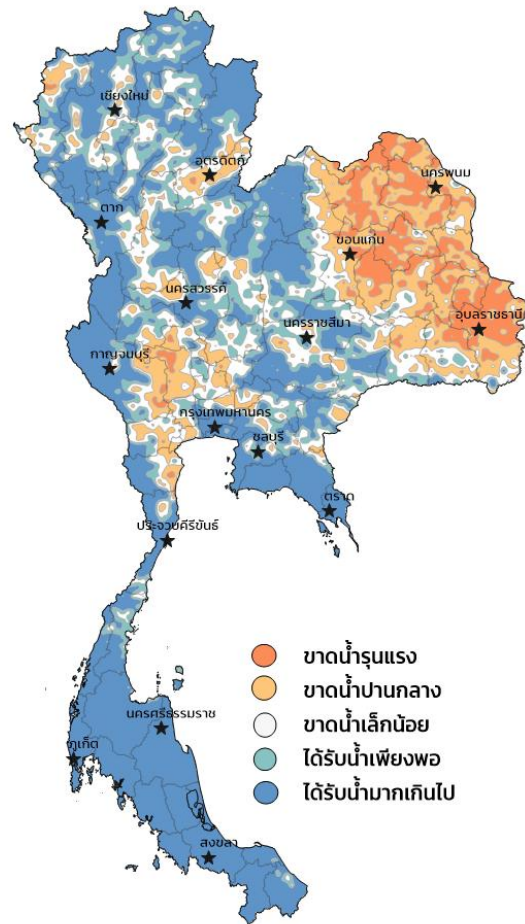 เชียงใหม่
อุตรดิตถ์
นครพนม
ตาก
ขอนแก่น
นครสวรรค์
นครราชสีมา
อุบลราชธานี
กาญจนบุรี
กรุงเทพมหานคร
ชลบุรี
ตราด
ประจวบคีรีขันธ์
ขาดน้ำรุนแรง
ขาดน้ำปานกลาง
ขาดน้ำเล็กน้อย
ได้รับน้ำเพียงพอ
ได้รับน้ำมากเกินไป
นครศรีธรรมราช
ภูเก็ต
สงขลา